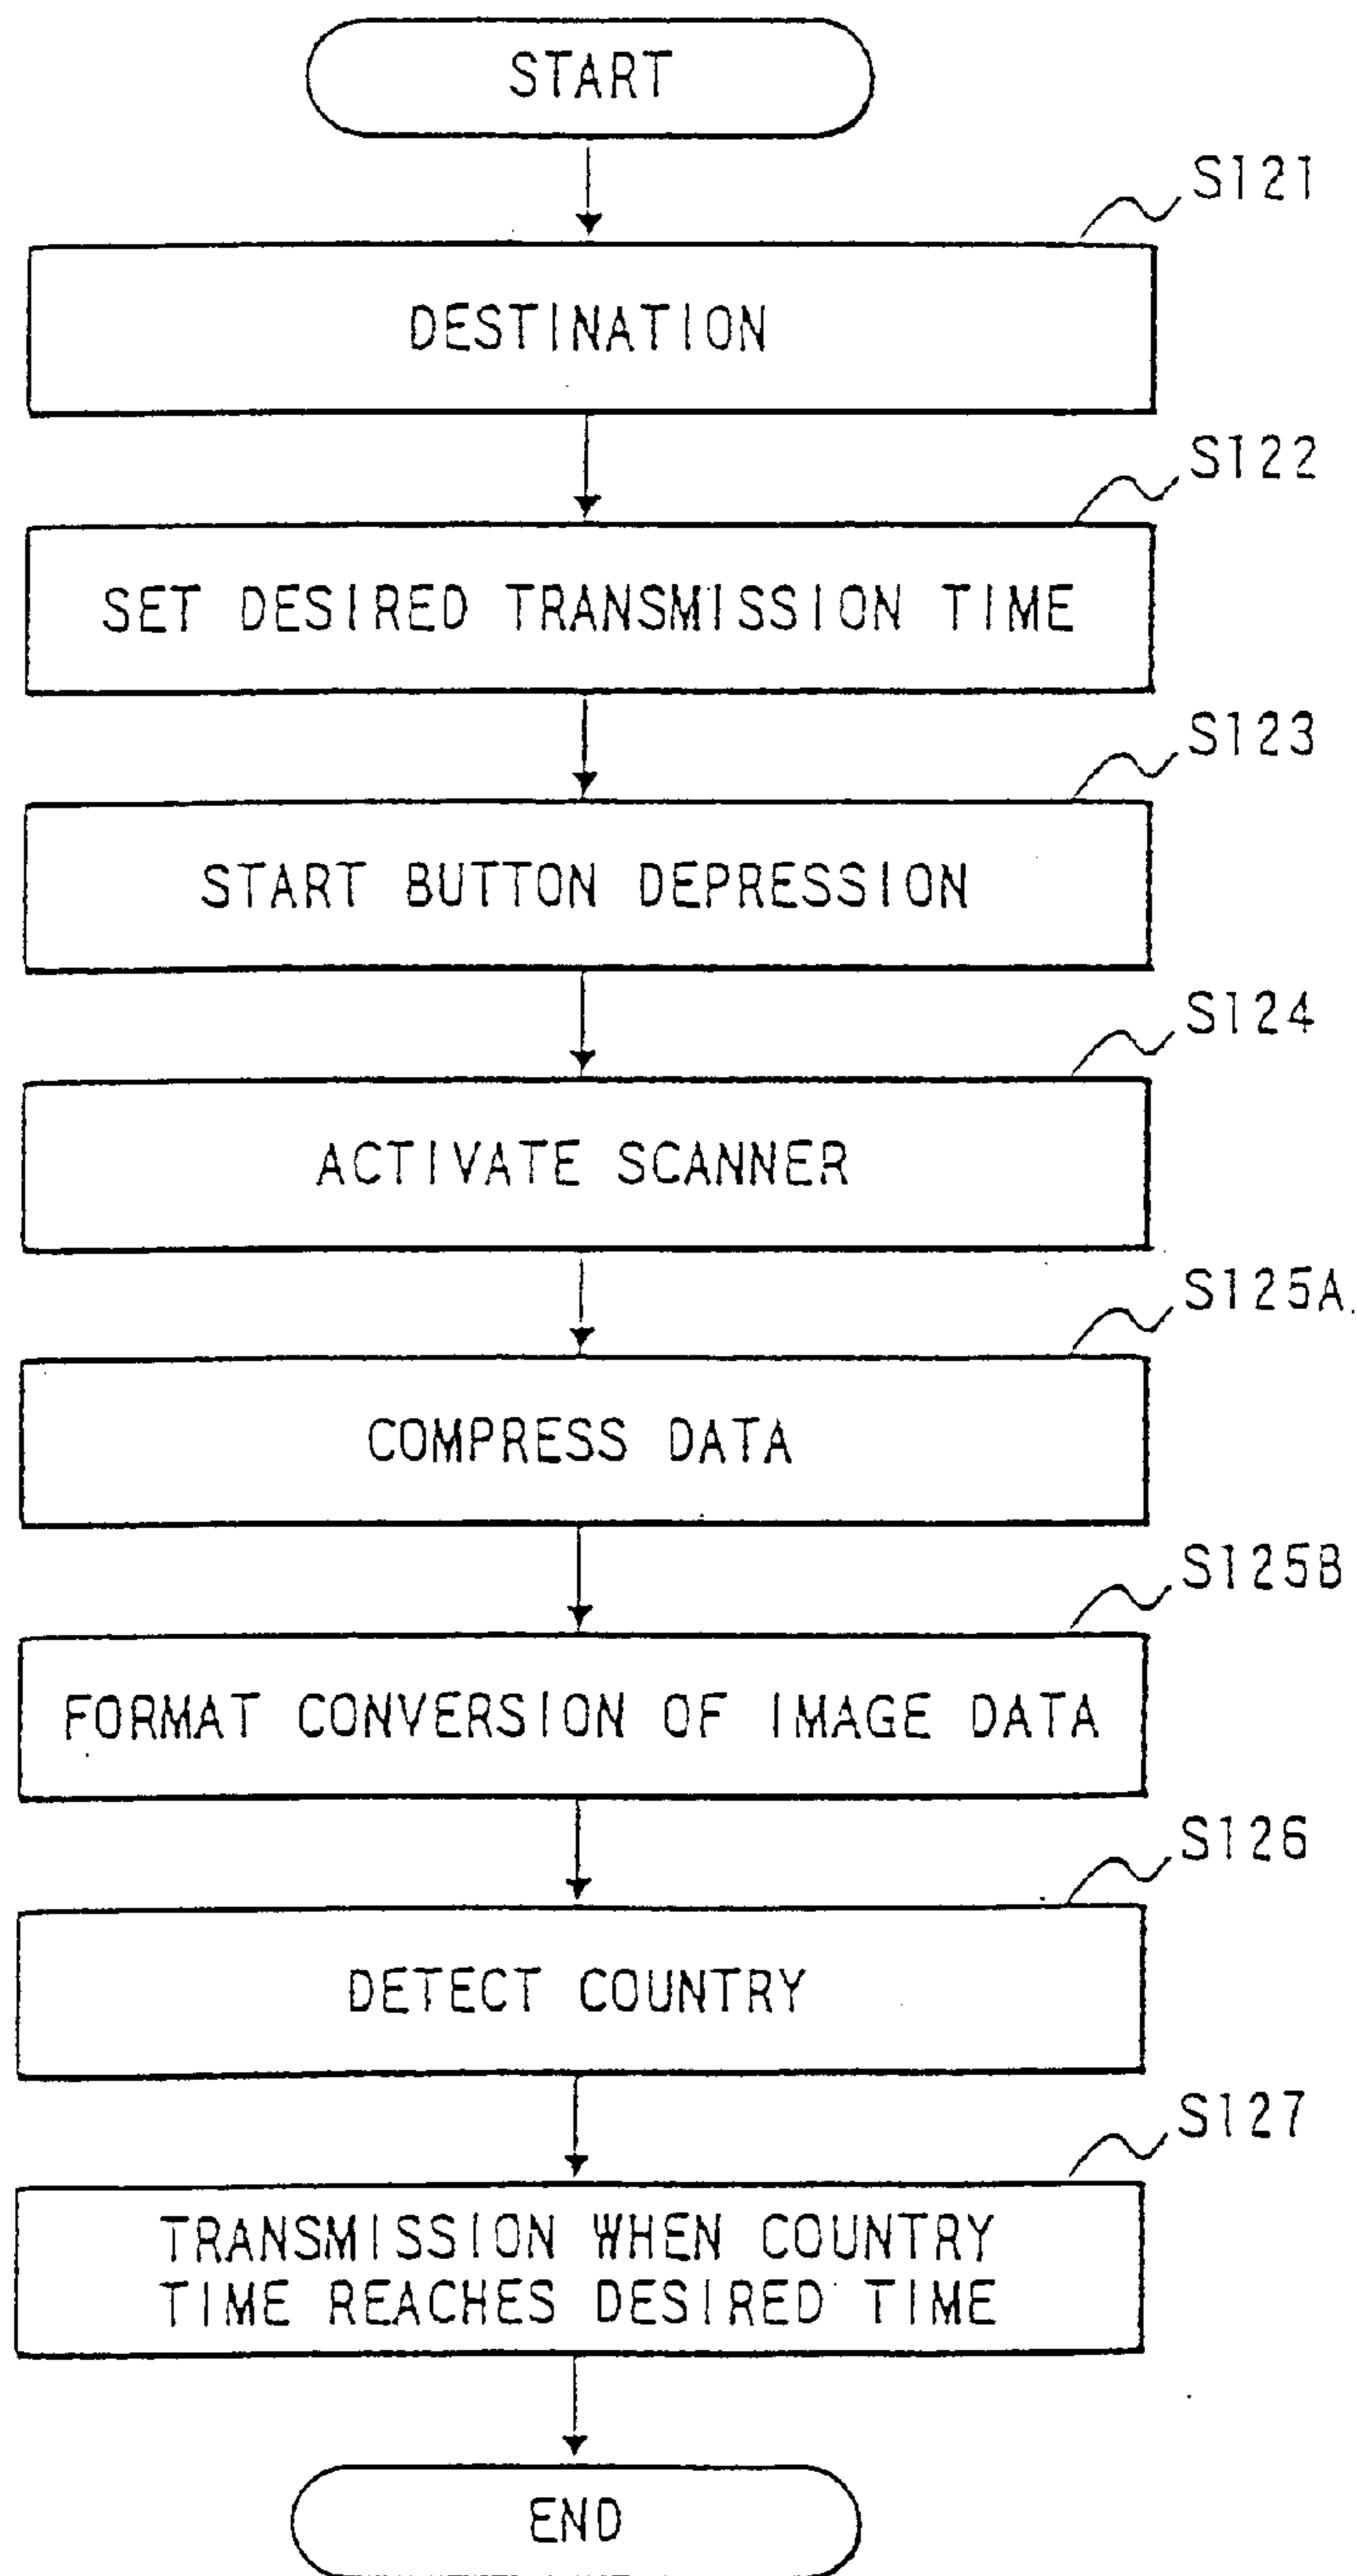 START
S121
DESTINATION
S122
SET DESIRED TRANSMISSION TIME
S123
START BUTTON DEPRESSION
S124
ACTIVATE SCANNER
S125A
COMPRESS DATA
S125B
FORMAT CONVERSION OF IMAGE DATA
S126
DETECT COUNTRY
S127
TRANSMISSION WHEN COUNTRY
TIME REACHES DESIRED TIME
END